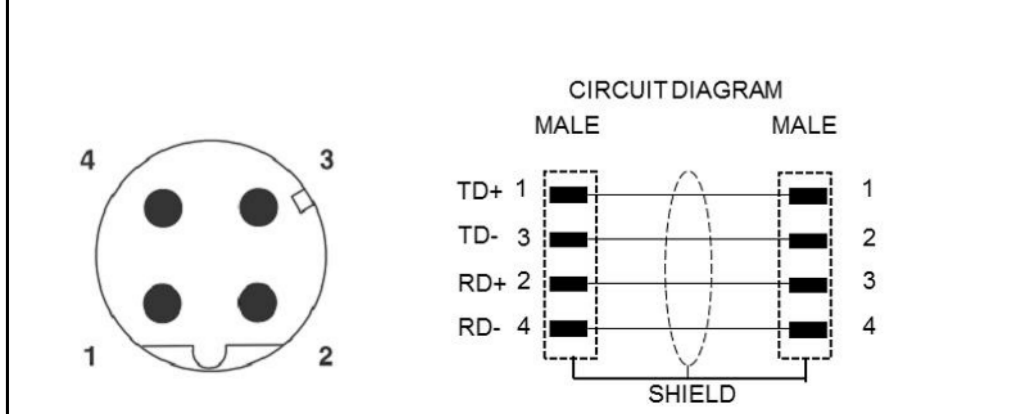 CIRCUIT DIAGRAM
MALE MALE
4 3
1 2
TD+ 1 1
TD- 3 2
RD+ 2 3
RD- 4 4
SHIELD